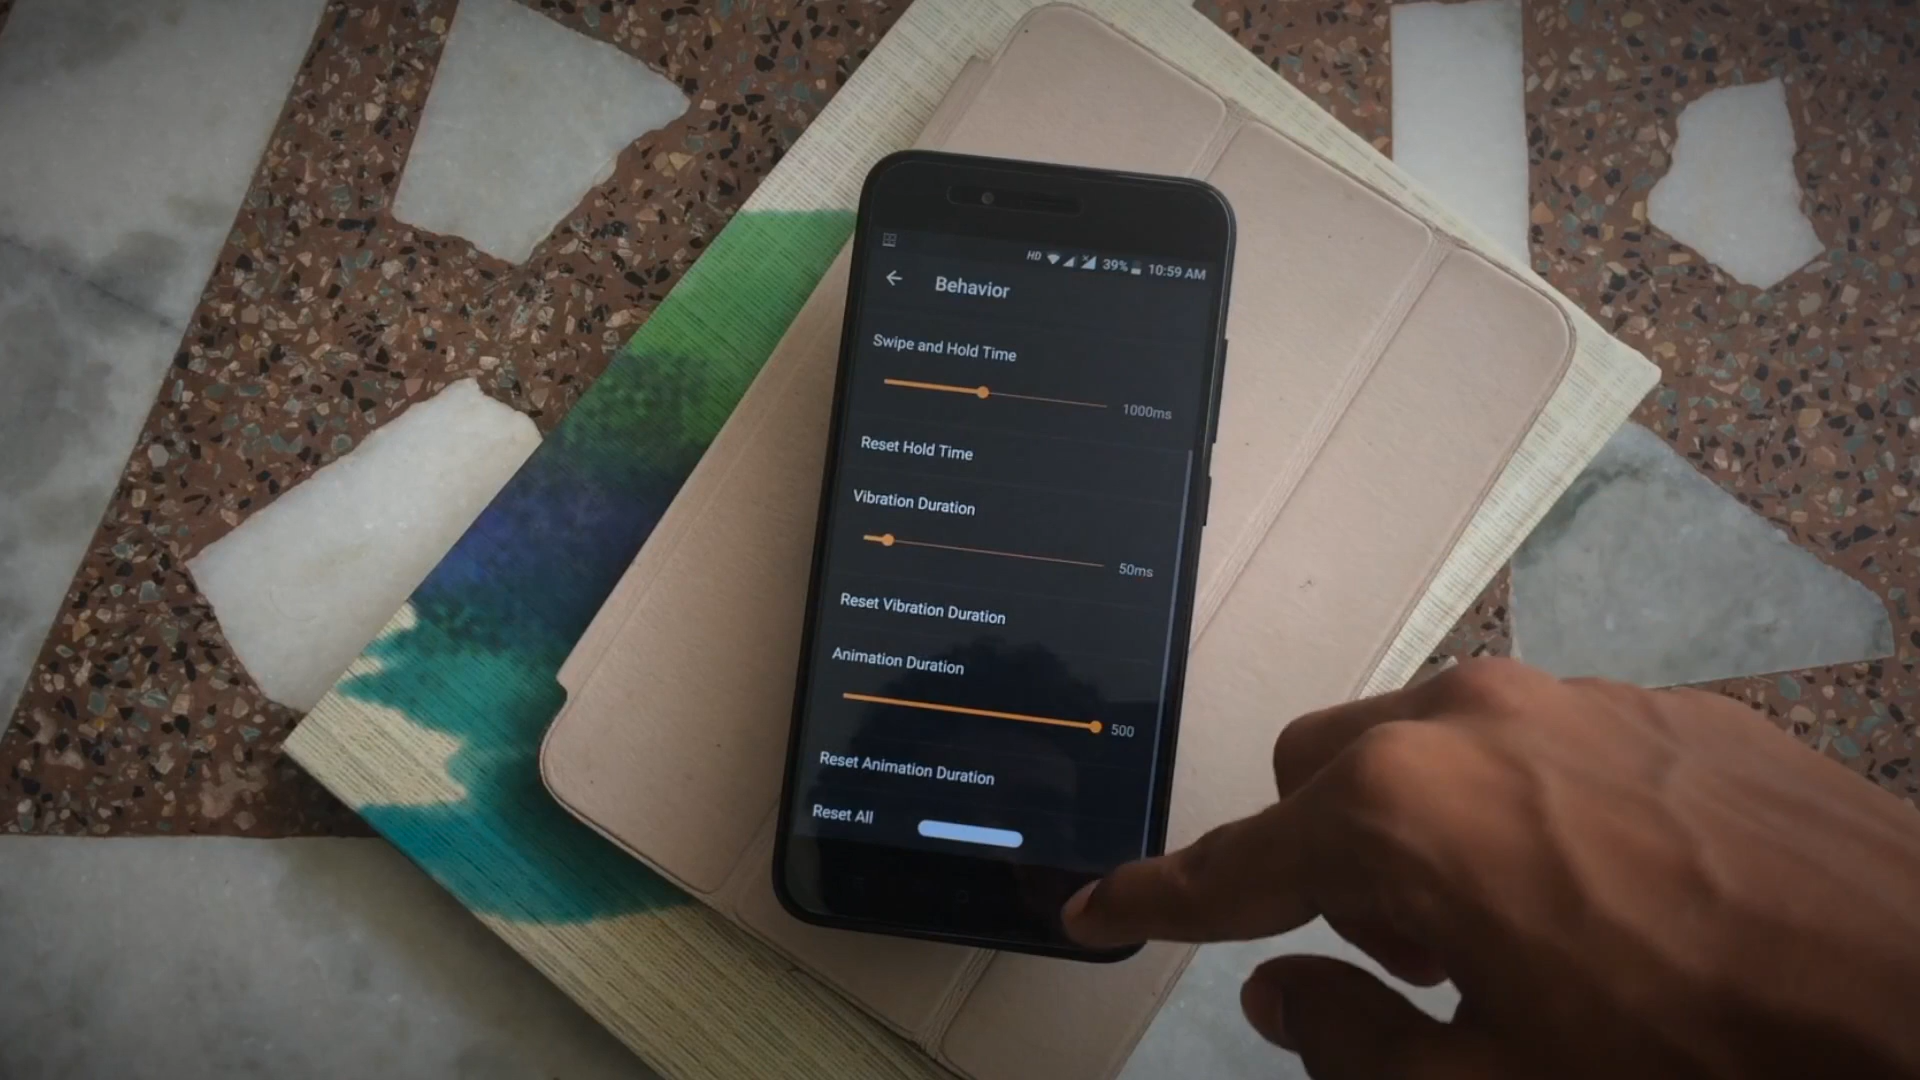 HD 39% 10:59 AM
Behavior
Swipe and Hold Time
1000ms
Reset Hold Time
Vibration Duration
50ms
Reset Vibration Duration
Animation Duration
500
Reset Animation Duration
Reset All